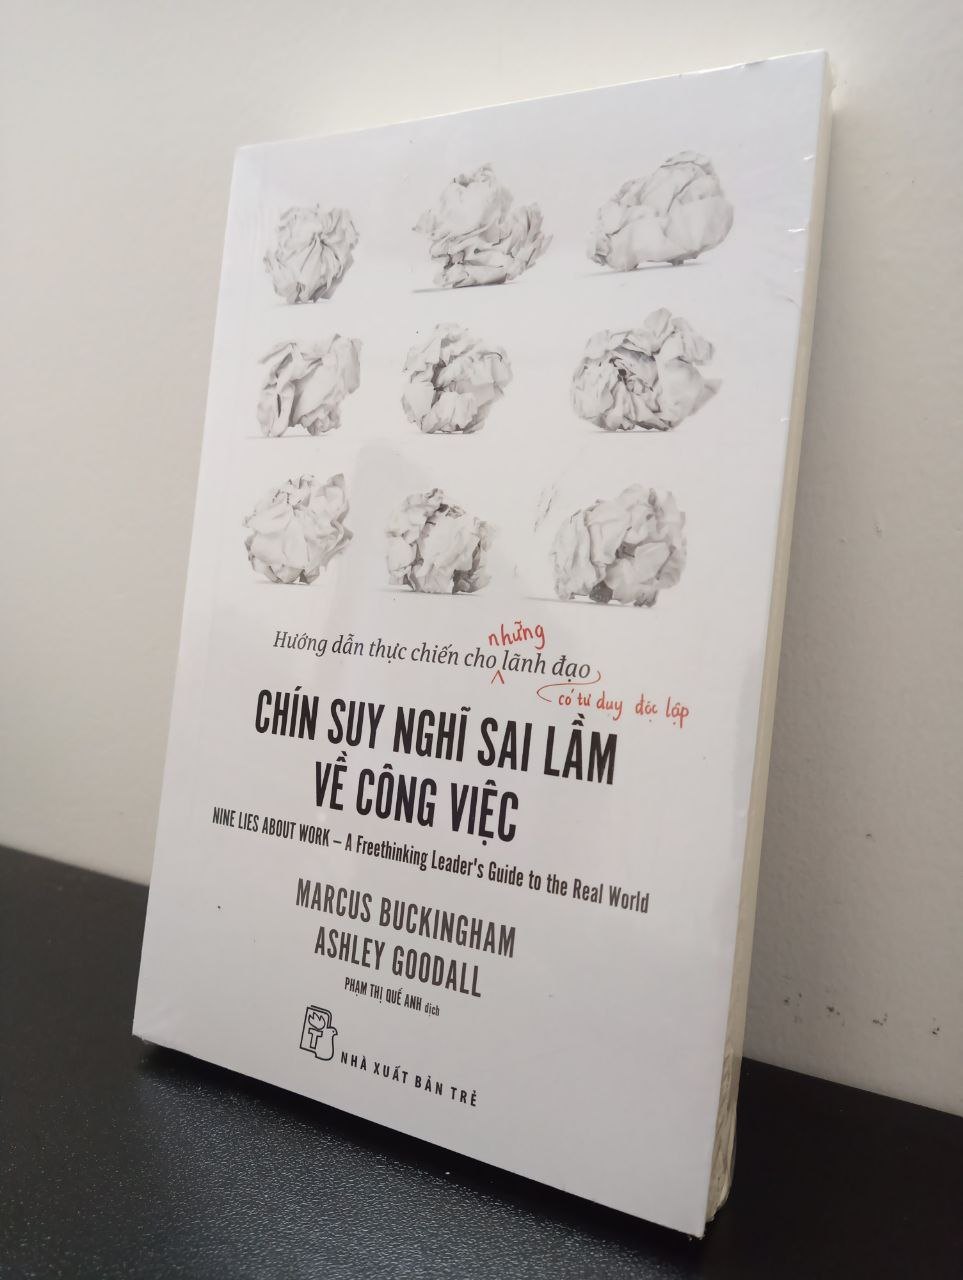 những
Hướng dẫn thực chiến cho lãnh đạo
có tư duy độc lập
CHÍN SUY NGHĨ SAI LẦM
VỀ CÔNG VIỆC
NINE LIES ABOUT WORK – A Freethinking Leader's Guide to the Real World
MARCUS BUCKINGHAM
ASHLEY GOODALL
PHẠM THỊ QUẾ ANH dịch
NHÀ XUẤT BẢN TRẺ